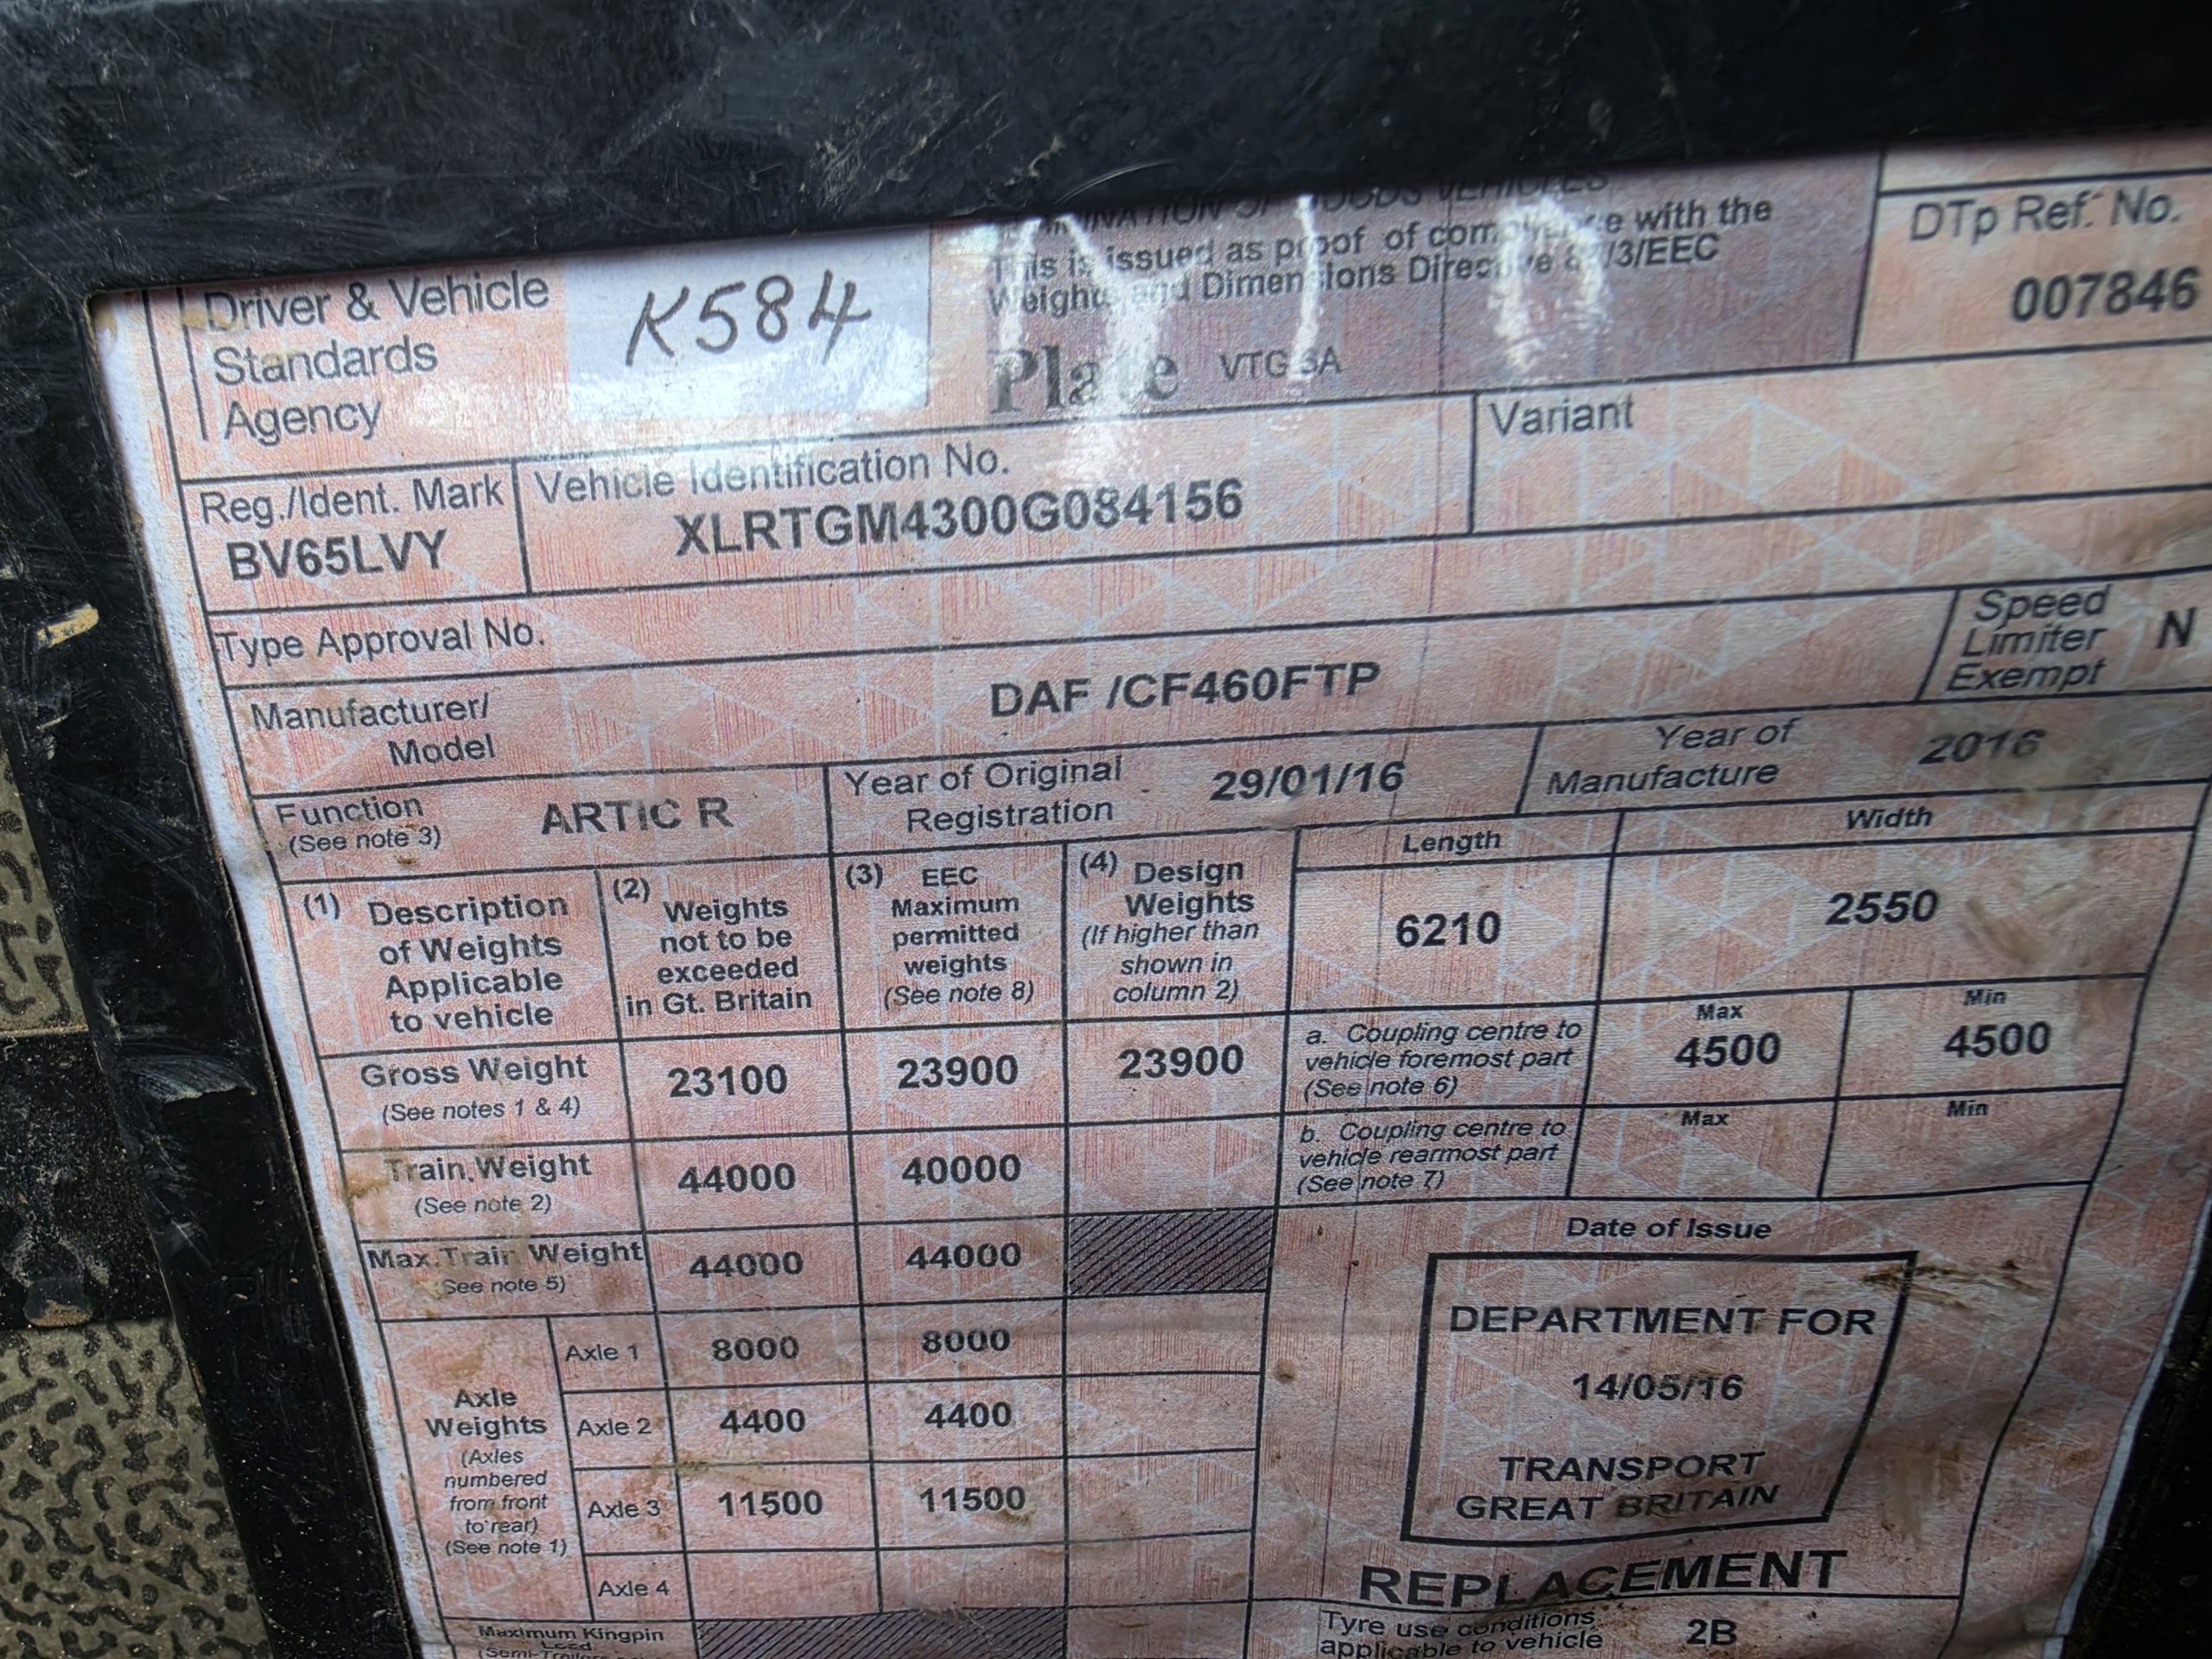 GOODS VEHICLES
Driver & Vehicle
Standards
Agency
K584
This is issued as proof of compliance with the
Weights and Dimensions Directive /3/EEC
Plate VTG 
DTp Ref. No.
007846
Reg./Ident. Mark
BV65LVY
Vehicle Identification No.
XLRTGM4300G084156
Variant
Type Approval No.
Manufacturer/
Model
DAF /CF460FTP
Speed
Limiter
Exempt
N
Function
(See note 3)
ARTIC R
Year of Original
Registration
29/01/16
Year of
Manufacture
2016
(1) Description
of Weights
Applicable
to vehicle
(2) Weights
not to be
exceeded
in Gt. Britain
(3) EEC
Maximum
permitted
weights
(See note 8)
(4) Design
Weights
(If higher than
shown in
column 2)
Length
6210
Width
2550
Gross Weight
(See notes 1 & 4)
23100
23900
23900
a. Coupling centre to
vehicle foremost part
(See note 6)
Max
4500
Min
4500
Train Weight
(See note 2)
44000
40000
b. Coupling centre to
vehicle rearmost part
(See note 7)
Max
Min
Max.Train Weight
(See note 5)
44000
44000
Axle
Weights
(Axles
numbered
from front
to rear)
(See note 1)
Axle 1
8000
8000
Axle 2
4400
4400
Axle 3
11500
11500
Axle 4
Date of Issue
DEPARTMENT FOR
14/05/16
TRANSPORT
GREAT BRITAIN
REPLACEMENT
Maximum Kingpin
Load
Tyre use conditions
applicable to vehicle
2B